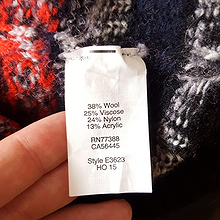 38% Wool
25% Viscose
24% Nylon
13% Acrylic
RN77388
CA56445
Style E3623
HO 15